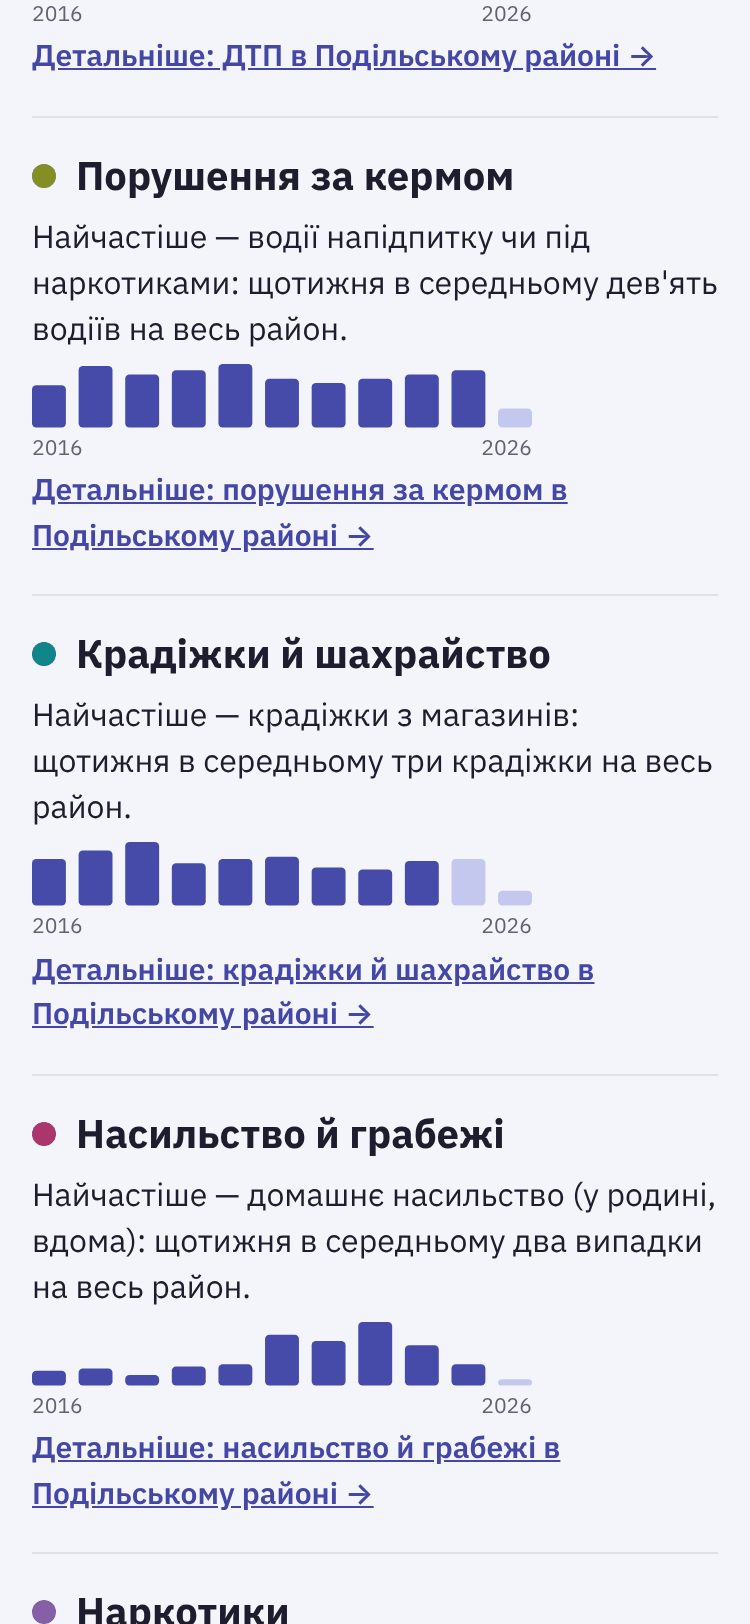 2016 2026
Детальніше: ДТП в Подільському районі →
Порушення за кермом
Найчастіше — водії напідпитку чи під
наркотиками: щотижня в середньому дев'ять
водіїв на весь район.
2016 2026
Детальніше: порушення за кермом в
Подільському районі →
Крадіжки й шахрайство
Найчастіше — крадіжки з магазинів:
щотижня в середньому три крадіжки на весь
район.
2016 2026
Детальніше: крадіжки й шахрайство в
Подільському районі →
Насильство й грабежі
Найчастіше — домашнє насильство (у родині,
вдома): щотижня в середньому два випадки
на весь район.
2016 2026
Детальніше: насильство й грабежі в
Подільському районі →
Наркотики